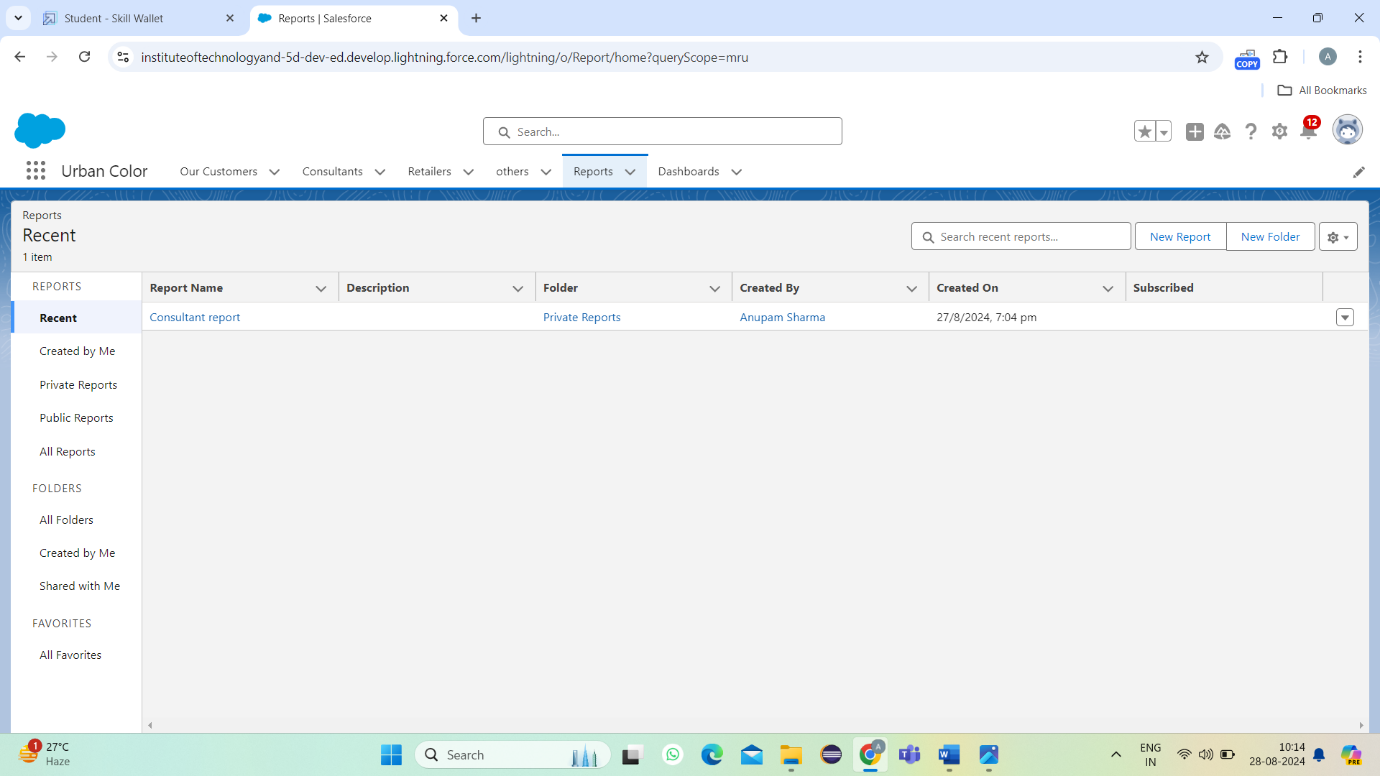 Student - Skill Wallet
Reports | Salesforce
instituteoftechnologyand-5d-dev-ed.develop.lightning.force.com/lightning/o/Report/home?queryScope=mru
COPY
A
All Bookmarks
Search...
12
Urban Color
Our Customers
Consultants
Retailers
others
Reports
Dashboards
Reports
Recent
1 item
Search recent reports...
New Report
New Folder
REPORTS
Recent
Created by Me
Private Reports
Public Reports
All Reports
FOLDERS
All Folders
Created by Me
Shared with Me
FAVORITES
All Favorites
Report Name Description Folder Created By Created On Subscribed
Consultant report Private Reports Anupam Sharma 27/8/2024, 7:04 pm
1
27°C
Haze
Search
A
ENG
IN
10:14
28-08-2024
PRE